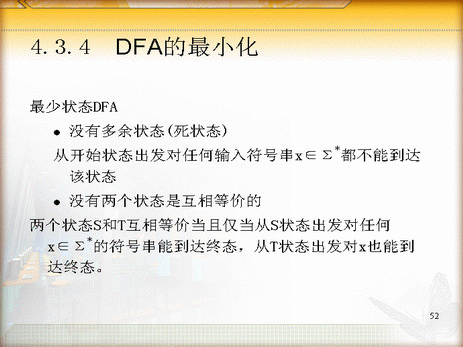 4.3.4 DFA的最小化
最少状态DFA
● 没有多余状态(死状态)
从开始状态出发对任何输入符号串x∈Σ*都不能到达
该状态
● 没有两个状态是互相等价的
两个状态S和T互相等价当且仅当从S状态出发对任何
x∈Σ*的符号串能到达终态，从T状态出发对x也能到
达终态。
52